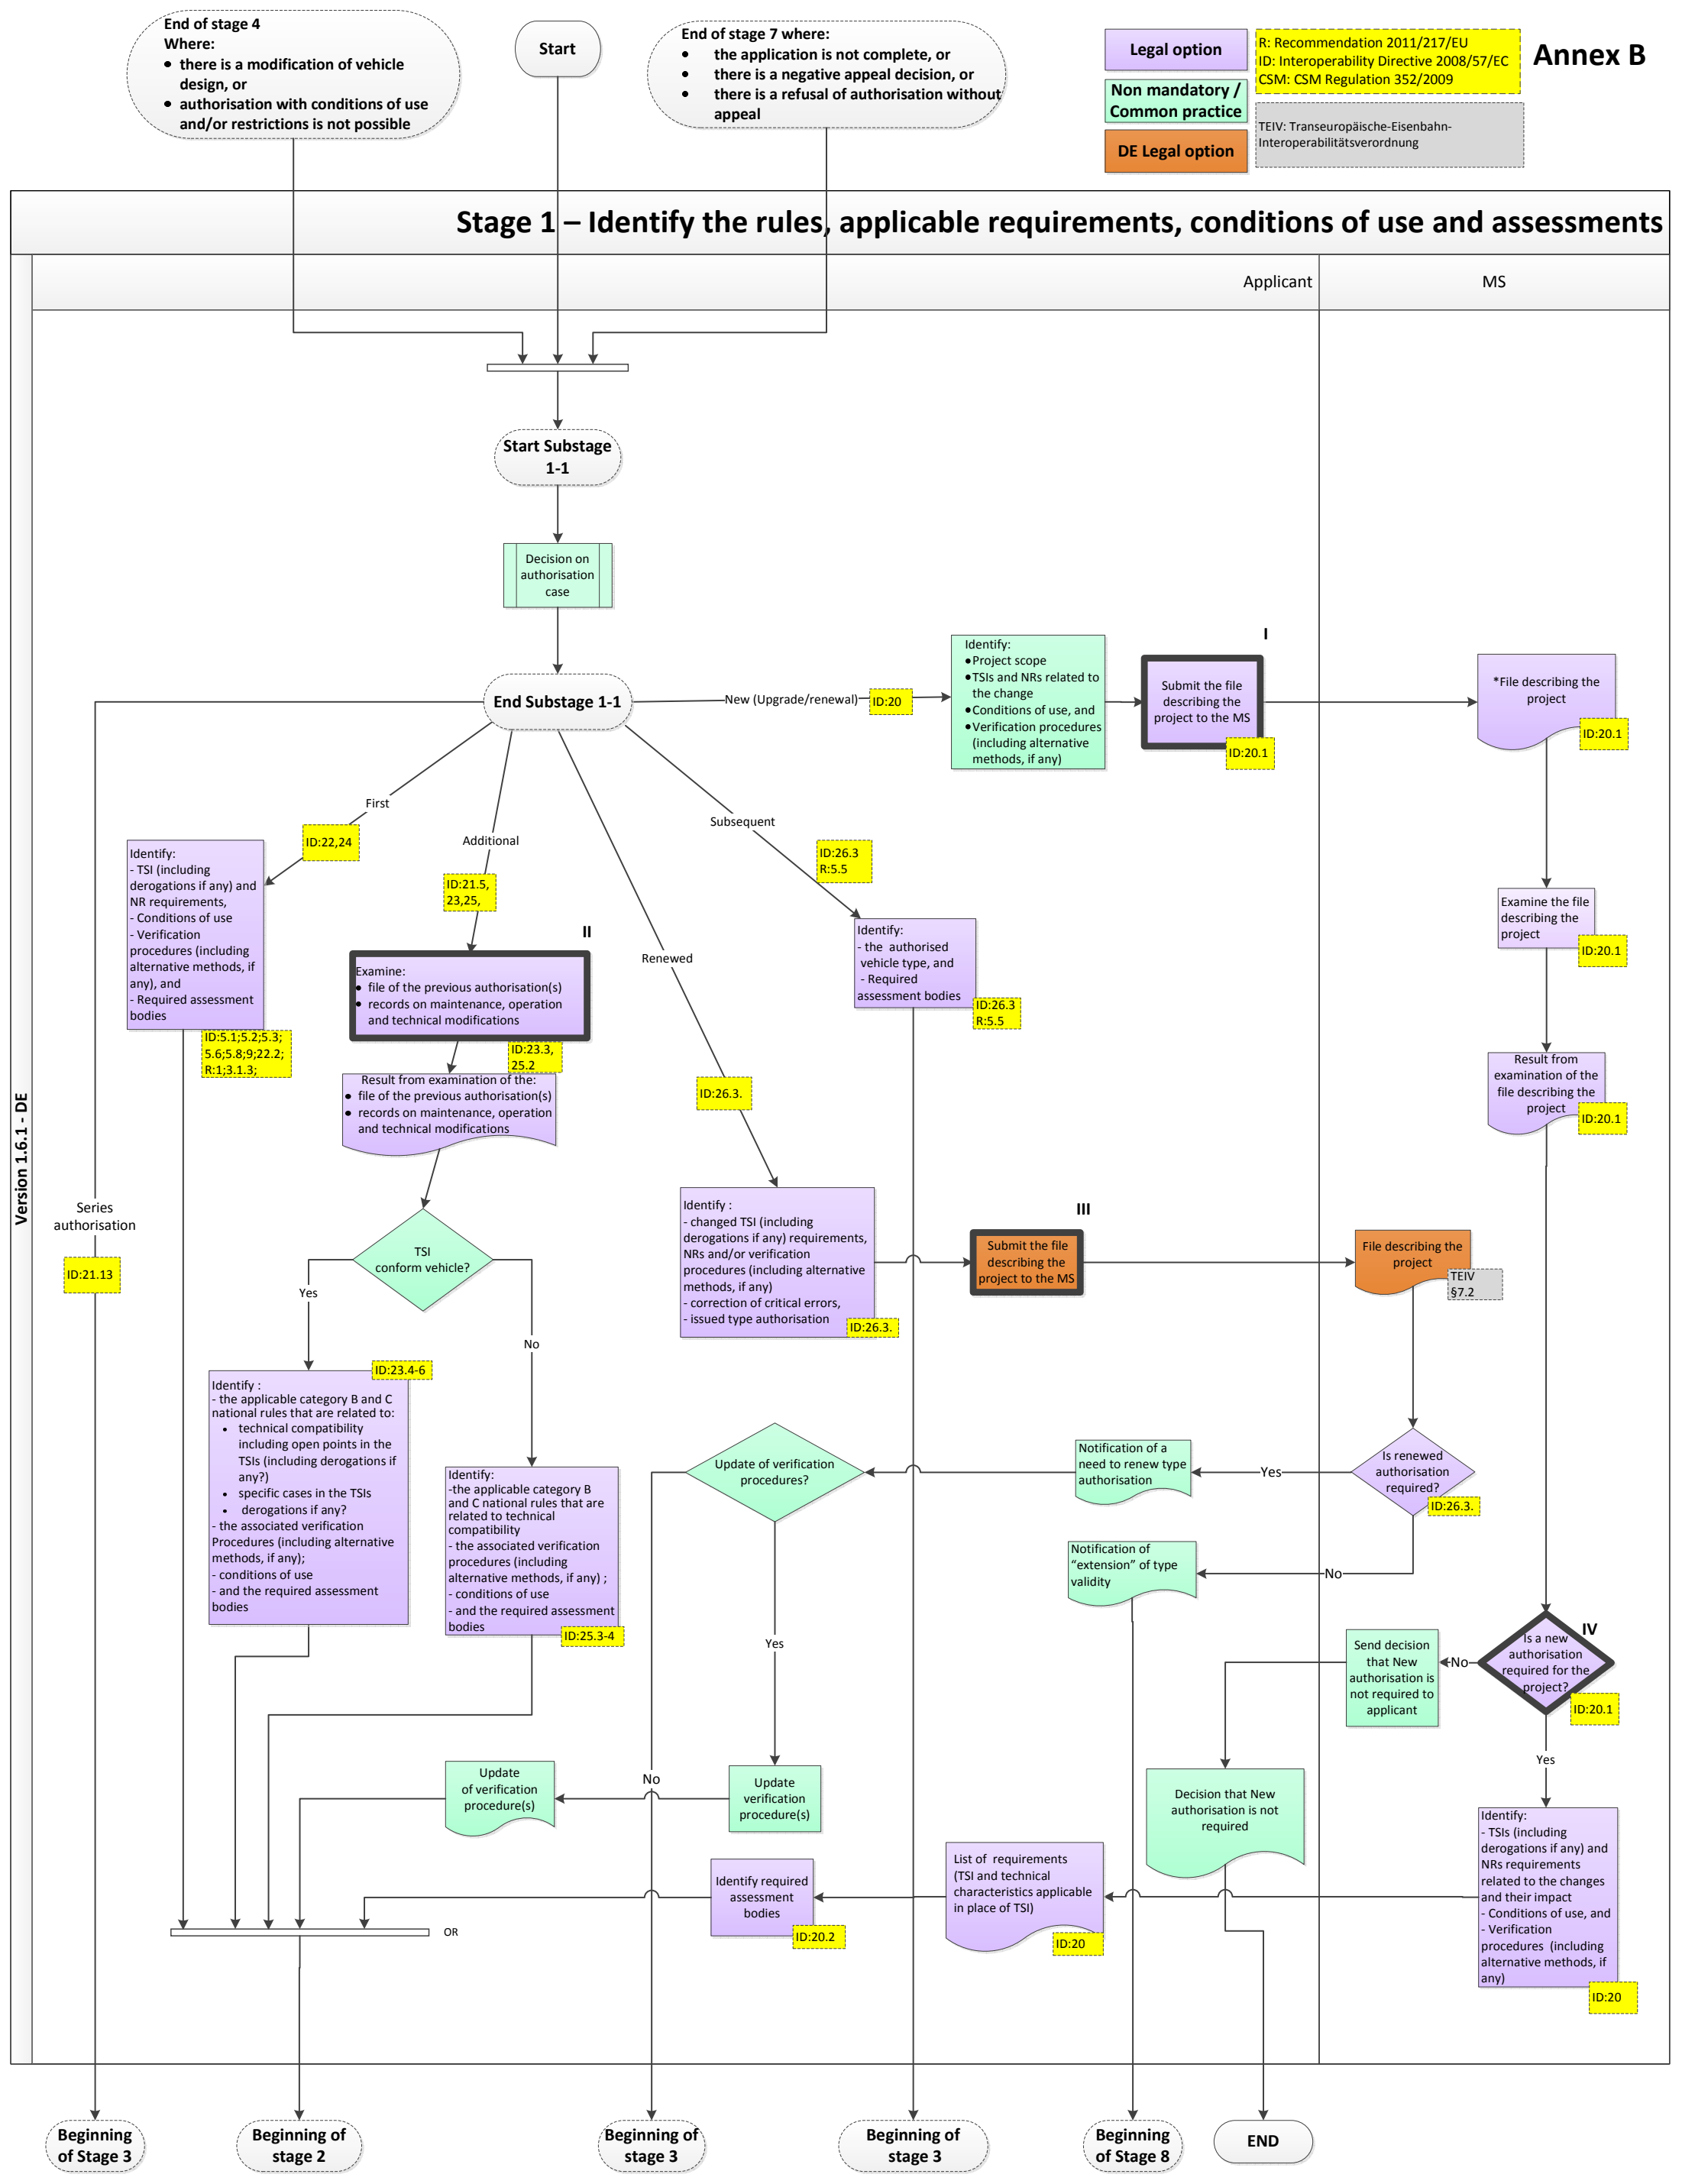 End of stage 4
Where:
• there is a modification of vehicle
design, or
• authorisation with conditions of use
and/or restrictions is not possible
Start
End of stage 7 where:
• the application is not complete, or
• there is a negative appeal decision, or
• there is a refusal of authorisation without
appeal
Legal option
Non mandatory /
Common practice
DE Legal option
R: Recommendation 2011/217/EU
ID: Interoperability Directive 2008/57/EC
CSM: CSM Regulation 352/2009
TEIV: Transeuropäische-Eisenbahn-
Interoperabilitätsverordnung
Annex B
Stage 1 – Identify the rules, applicable requirements, conditions of use and assessments
Applicant
MS
Version 1.6.1 - DE
Start Substage
1-1
Decision on
authorisation
case
End Substage 1-1
New (Upgrade/renewal)
ID:20
Identify:
•Project scope
•TSIs and NRs related to
the change
•Conditions of use, and
•Verification procedures
(including alternative
methods, if any)
I
Submit the file
describing the
project to the MS
ID:20.1
*File describing the
project
ID:20.1
First
ID:22,24
Additional
ID:21.5,
23,25,
Subsequent
ID:26.3
R:5.5
Renewed
ID:26.3.
Series
authorisation
ID:21.13
Identify:
- TSI (including
derogations if any) and
NR requirements,
- Conditions of use
- Verification
procedures (including
alternative methods, if
any), and
- Required assessment
bodies
ID:5.1;5.2;5.3;
5.6;5.8;9;22.2;
R:1;3.1.3;
II
Examine:
• file of the previous authorisation(s)
• records on maintenance, operation
and technical modifications
ID:23.3,
25.2
Result from examination of the:
• file of the previous authorisation(s)
• records on maintenance, operation
and technical modifications
Identify:
- the authorised
vehicle type, and
- Required
assessment bodies
ID:26.3
R:5.5
Examine the file
describing the
project
ID:20.1
Result from
examination of the
file describing the
project
ID:20.1
TSI
conform vehicle?
Yes
No
Identify :
- changed TSI (including
derogations if any) requirements,
NRs and/or verification
procedures (including alternative
methods, if any)
- correction of critical errors,
- issued type authorisation
ID:26.3.
III
Submit the file
describing the
project to the MS
File describing the
project
TEIV
§7.2
ID:23.4-6
Identify :
- the applicable category B and C
national rules that are related to:
• technical compatibility
including open points in the
TSIs (including derogations if
any?)
• specific cases in the TSIs
• derogations if any?
- the associated verification
Procedures (including alternative
methods, if any);
- conditions of use
- and the required assessment
bodies
Identify:
-the applicable category B
and C national rules that are
related to technical
compatibility
- the associated verification
procedures (including
alternative methods, if any) ;
- conditions of use
- and the required assessment
bodies
ID:25.3-4
Update of verification
procedures?
Notification of a
need to renew type
authorisation
Yes
Is renewed
authorisation
required?
ID:26.3.
Notification of
“extension” of type
validity
No
Yes
Send decision
that New
authorisation is
not required to
applicant
No
IV
Is a new
authorisation
required for the
project?
ID:20.1
Yes
Update
of verification
procedure(s)
No
Update
verification
procedure(s)
Decision that New
authorisation is not
required
Identify:
- TSIs (including
derogations if any) and
NRs requirements
related to the changes
and their impact
- Conditions of use, and
- Verification
procedures (including
alternative methods, if
any)
ID:20
List of requirements
(TSI and technical
characteristics applicable
in place of TSI)
ID:20
Identify required
assessment
bodies
ID:20.2
OR
Beginning
of Stage 3
Beginning of
stage 2
Beginning of
stage 3
Beginning of
stage 3
Beginning
of Stage 8
END